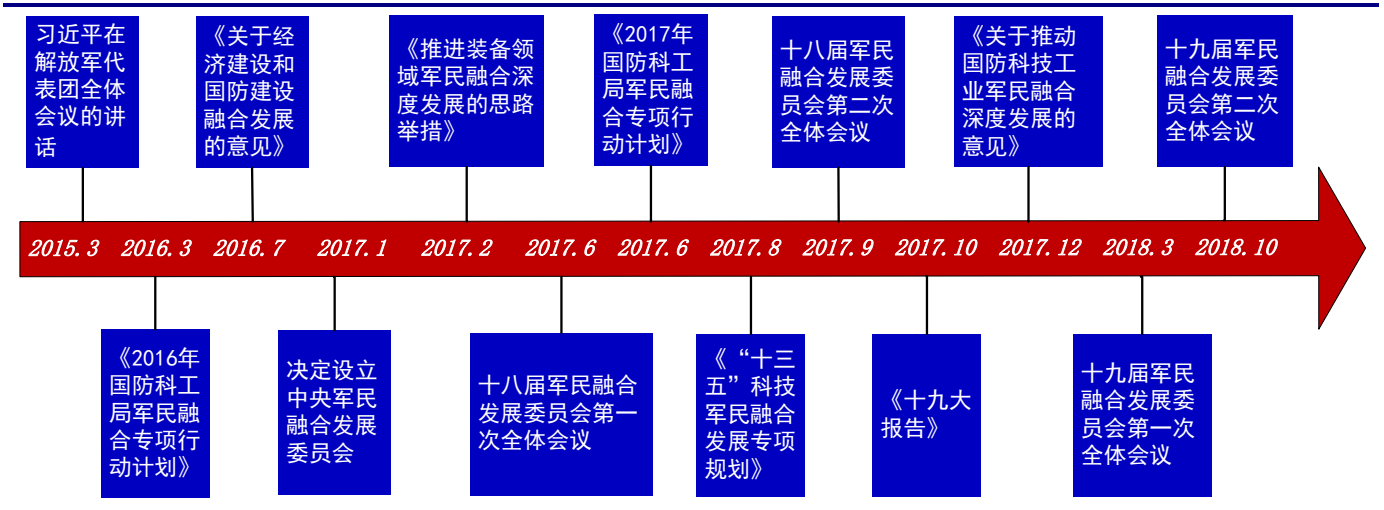 习近平在
解放军代
表团全体
会议的讲
话
《关于经
济建设和
国防建设
融合发展
的意见》
《推进装备领
域军民融合深
度发展的思路
举措》
《2017年
国防科工
局军民融
合专项行
动计划》
十八届军民
融合发展委
员会第二次
全体会议
《关于推动
国防科技工
业军民融合
深度发展的
意见》
十九届军民
融合发展委
员会第二次
全体会议
2015.3 2016.3 2016.7 2017.1 2017.2 2017.6 2017.6 2017.8 2017.9 2017.10 2017.12 2018.3 2018.10
《2016年
国防科工
局军民融
合专项行
动计划》
决定设立
中央军民
融合发展
委员会
十八届军民融合
发展委员会第一
次全体会议
《“十三
五”科技
军民融合
发展专项
规划》
《十九大
报告》
十九届军民
融合发展委
员会第一次
全体会议